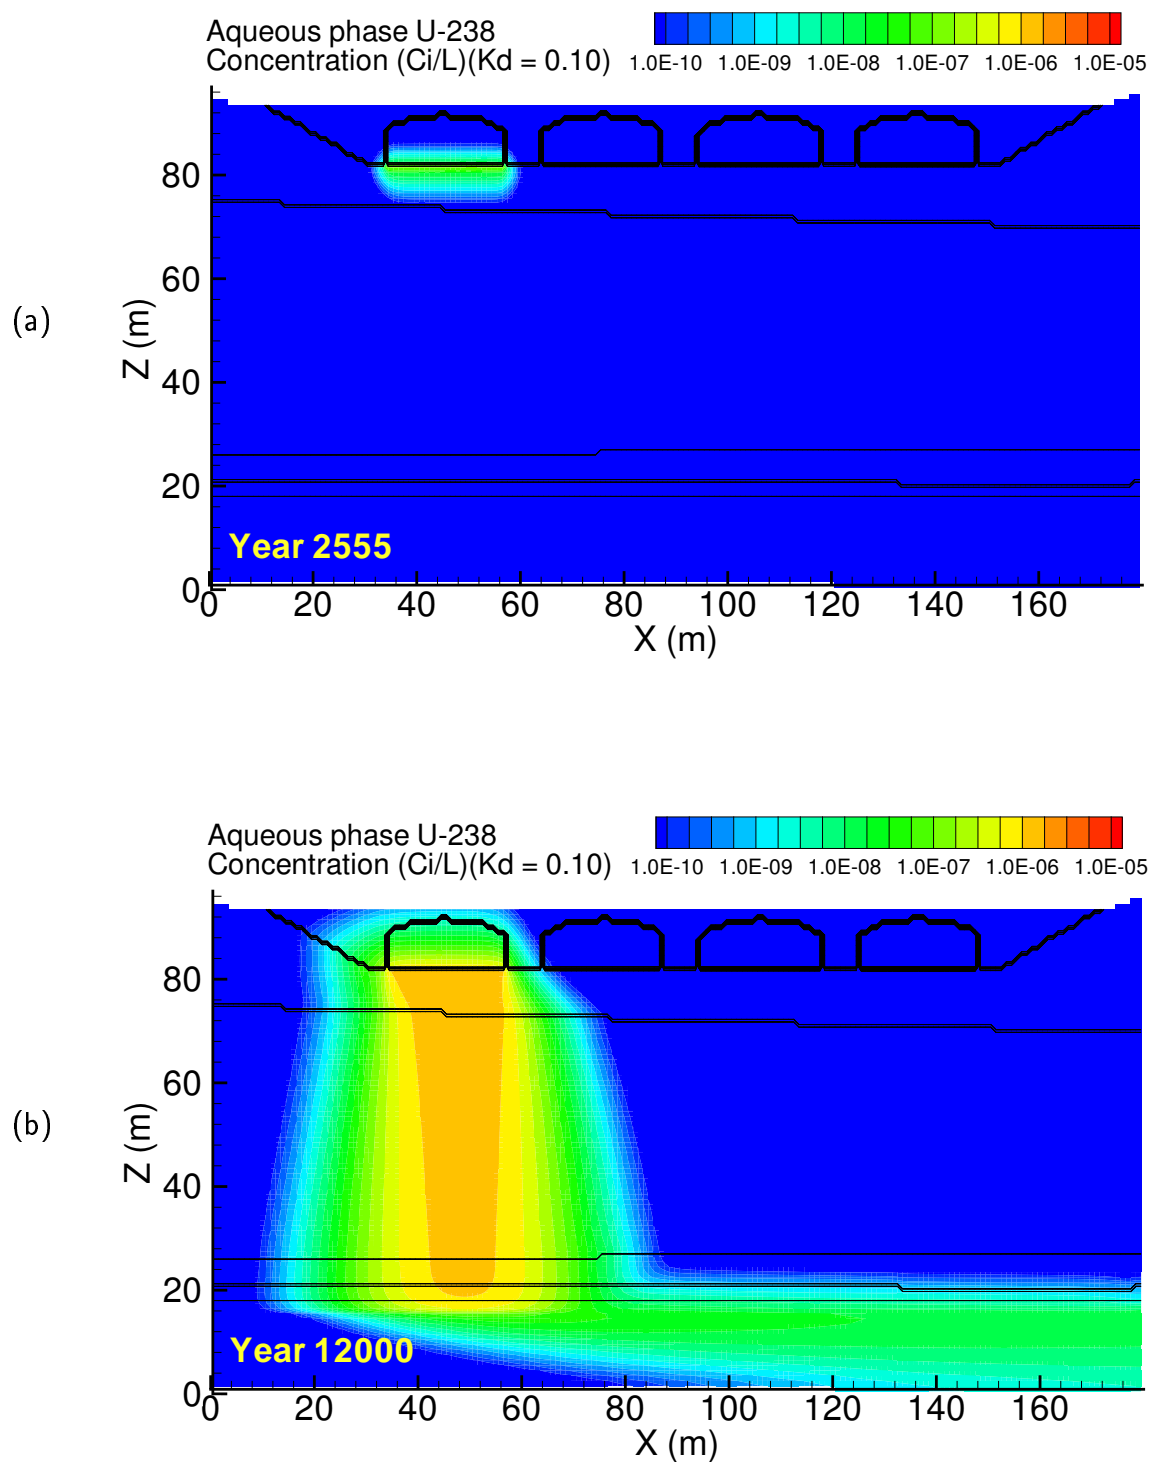 Aqueous phase U-238
Concentration (Ci/L)(Kd = 0.10)
1.0E-10 1.0E-09 1.0E-08 1.0E-07 1.0E-06 1.0E-05
(a)
Z (m)
80
60
40
20
0
Year 2555
0 20 40 60 80 100 120 140 160
X (m)
Aqueous phase U-238
Concentration (Ci/L)(Kd = 0.10)
1.0E-10 1.0E-09 1.0E-08 1.0E-07 1.0E-06 1.0E-05
(b)
Z (m)
80
60
40
20
0
Year 12000
0 20 40 60 80 100 120 140 160
X (m)